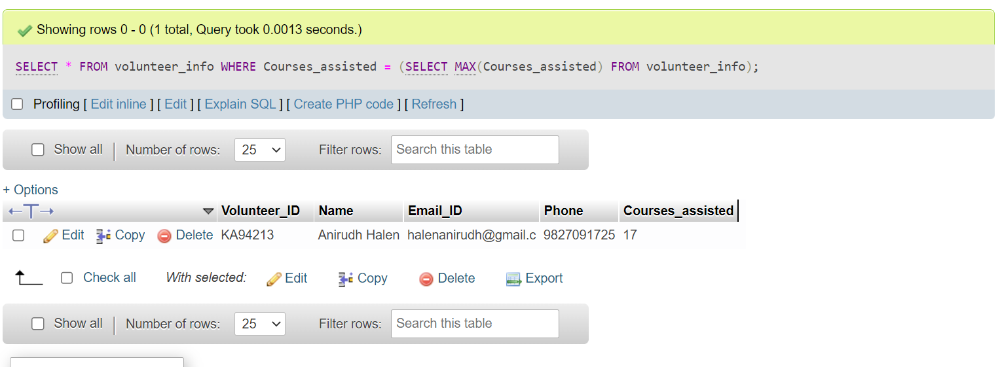 Showing rows 0 - 0 (1 total, Query took 0.0013 seconds.)
SELECT * FROM volunteer_info WHERE Courses_assisted = (SELECT MAX(Courses_assisted) FROM volunteer_info);
Profiling [ Edit inline ] [ Edit ] [ Explain SQL ] [ Create PHP code ] [ Refresh ]
Show all Number of rows: 25 Filter rows: Search this table
+ Options
←T→ Volunteer_ID Name Email_ID Phone Courses_assisted
Edit Copy Delete KA94213 Anirudh Halen halenanirudh@gmail.c 9827091725 17
Check all With selected: Edit Copy Delete Export
Show all Number of rows: 25 Filter rows: Search this table